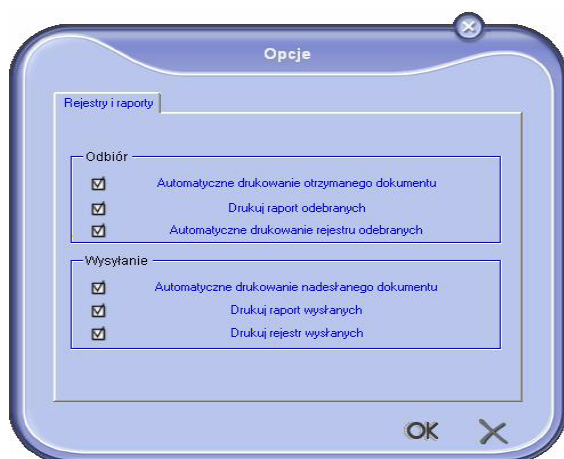 Opcje
Rejestry i raporty
Odbiór
Automatyczne drukowanie otrzymanego dokumentu
Drukuj raport odebranych
Automatyczne drukowanie rejestru odebranych
Wysyłanie
Automatyczne drukowanie nadesłanego dokumentu
Drukuj raport wysłanych
Drukuj rejestr wysłanych
OK